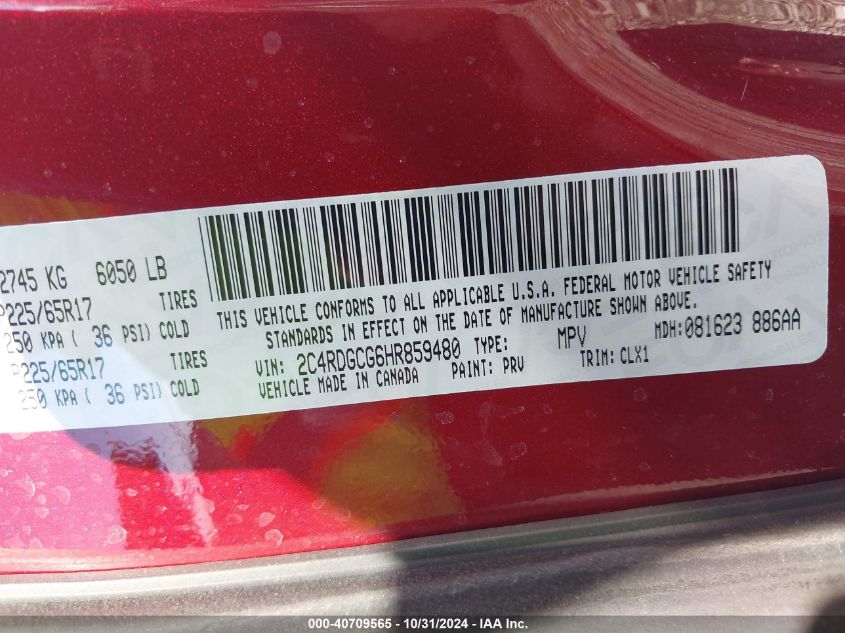 2745 KG 6050 LB
P225/65R17 TIRES
250 KPA ( 36 PSI) COLD
P225/65R17 TIRES
250 KPA ( 36 PSI) COLD
THIS VEHICLE CONFORMS TO ALL APPLICABLE U.S.A. FEDERAL MOTOR VEHICLE SAFETY
STANDARDS IN EFFECT ON THE DATE OF MANUFACTURE SHOWN ABOVE.
VIN: 2C4RDGCG6HR859480 TYPE: MPV MDH:081623 886AA
VEHICLE MADE IN CANADA PAINT: PRV TRIM: CLX1
000-40709565 - 10/31/2024 - IAA Inc.